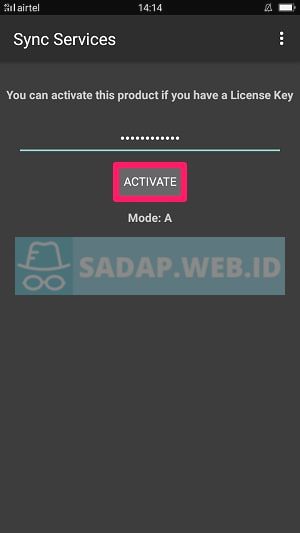 airtel
14:14
Sync Services
You can activate this product if you have a License Key
••••••••••••
ACTIVATE
Mode: A
SADAP.WEB.ID